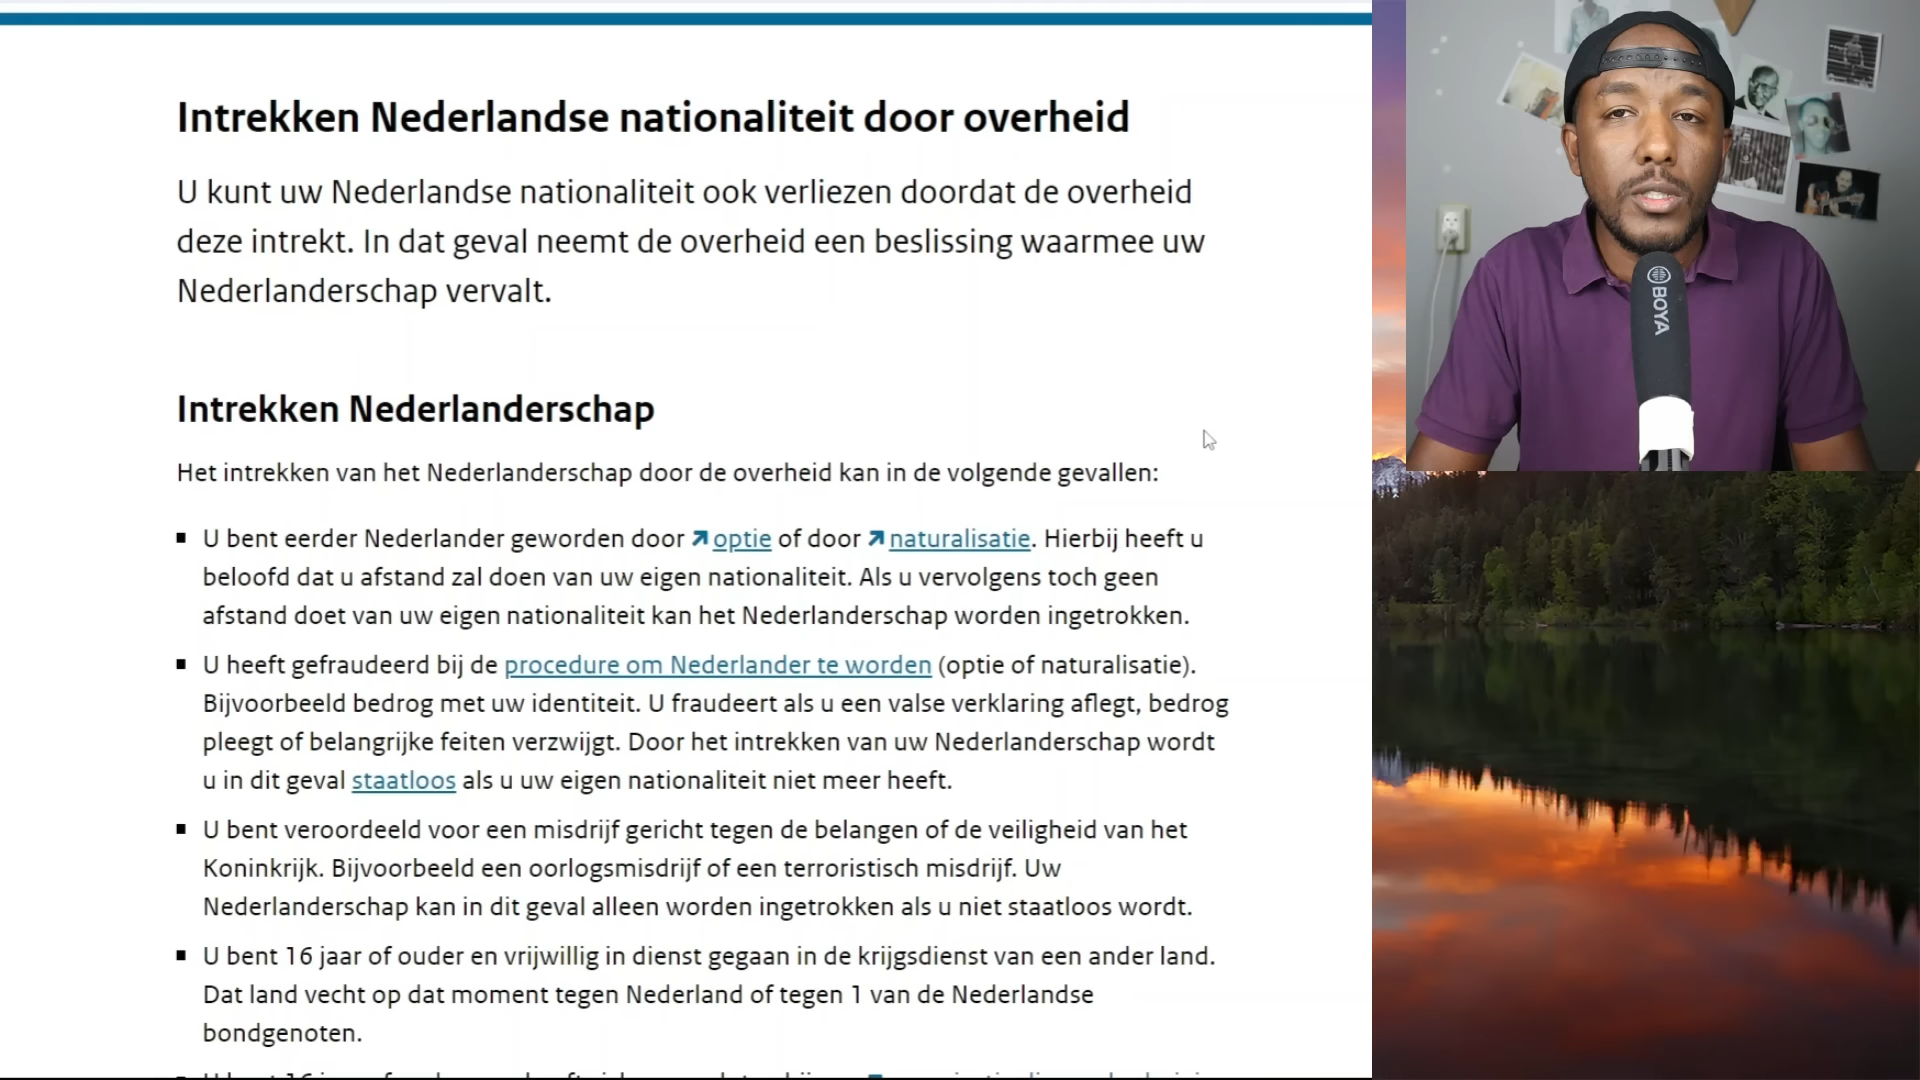 Intrekken Nederlandse nationaliteit door overheid
U kunt uw Nederlandse nationaliteit ook verliezen doordat de overheid
deze intrekt. In dat geval neemt de overheid een beslissing waarmee uw
Nederlanderschap vervalt.
Intrekken Nederlanderschap
Het intrekken van het Nederlanderschap door de overheid kan in de volgende gevallen:
U bent eerder Nederlander geworden door optie of door naturalisatie. Hierbij heeft u
beloofd dat u afstand zal doen van uw eigen nationaliteit. Als u vervolgens toch geen
afstand doet van uw eigen nationaliteit kan het Nederlanderschap worden ingetrokken.
U heeft gefraudeerd bij de procedure om Nederlander te worden (optie of naturalisatie).
Bijvoorbeeld bedrog met uw identiteit. U fraudeert als u een valse verklaring aflegt, bedrog
pleegt of belangrijke feiten verzwijgt. Door het intrekken van uw Nederlanderschap wordt
u in dit geval staatloos als u uw eigen nationaliteit niet meer heeft.
U bent veroordeeld voor een misdrijf gericht tegen de belangen of de veiligheid van het
Koninkrijk. Bijvoorbeeld een oorlogsmisdrijf of een terroristisch misdrijf. Uw
Nederlanderschap kan in dit geval alleen worden ingetrokken als u niet staatloos wordt.
U bent 16 jaar of ouder en vrijwillig in dienst gegaan in de krijgsdienst van een ander land.
Dat land vecht op dat moment tegen Nederland of tegen 1 van de Nederlandse
bondgenoten.
BOYA